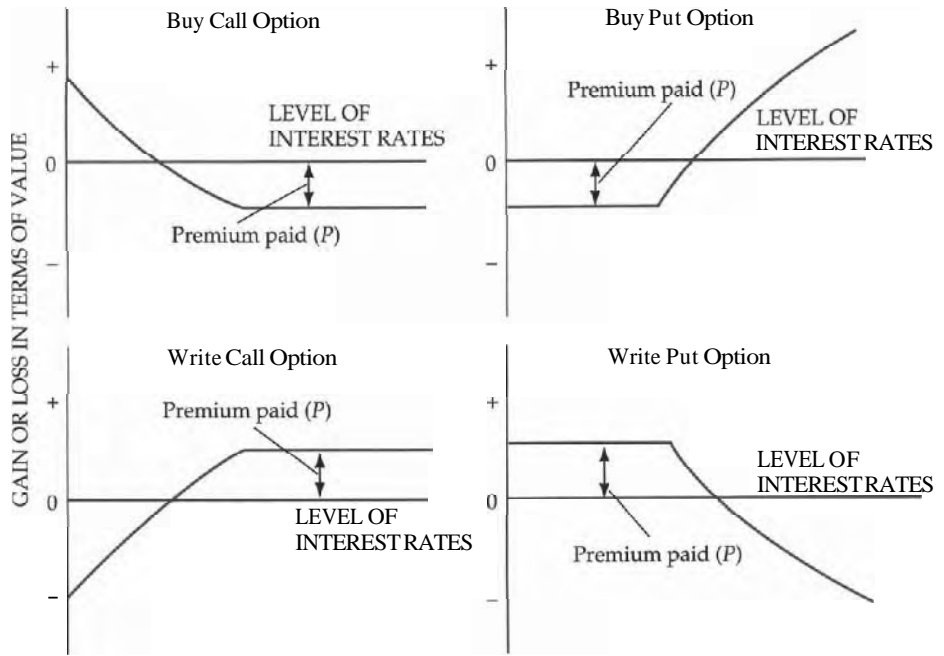 Buy Call Option
+
0
−
LEVEL OF
INTEREST RATES
Premium paid (P)
Buy Put Option
+
0
−
Premium paid (P)
LEVEL OF
INTEREST RATES
GAIN OR LOSS IN TERMS OF VALUE
Write Call Option
+
0
−
Premium paid (P)
LEVEL OF
INTEREST RATES
Write Put Option
+
0
−
LEVEL OF
INTEREST RATES
Premium paid (P)